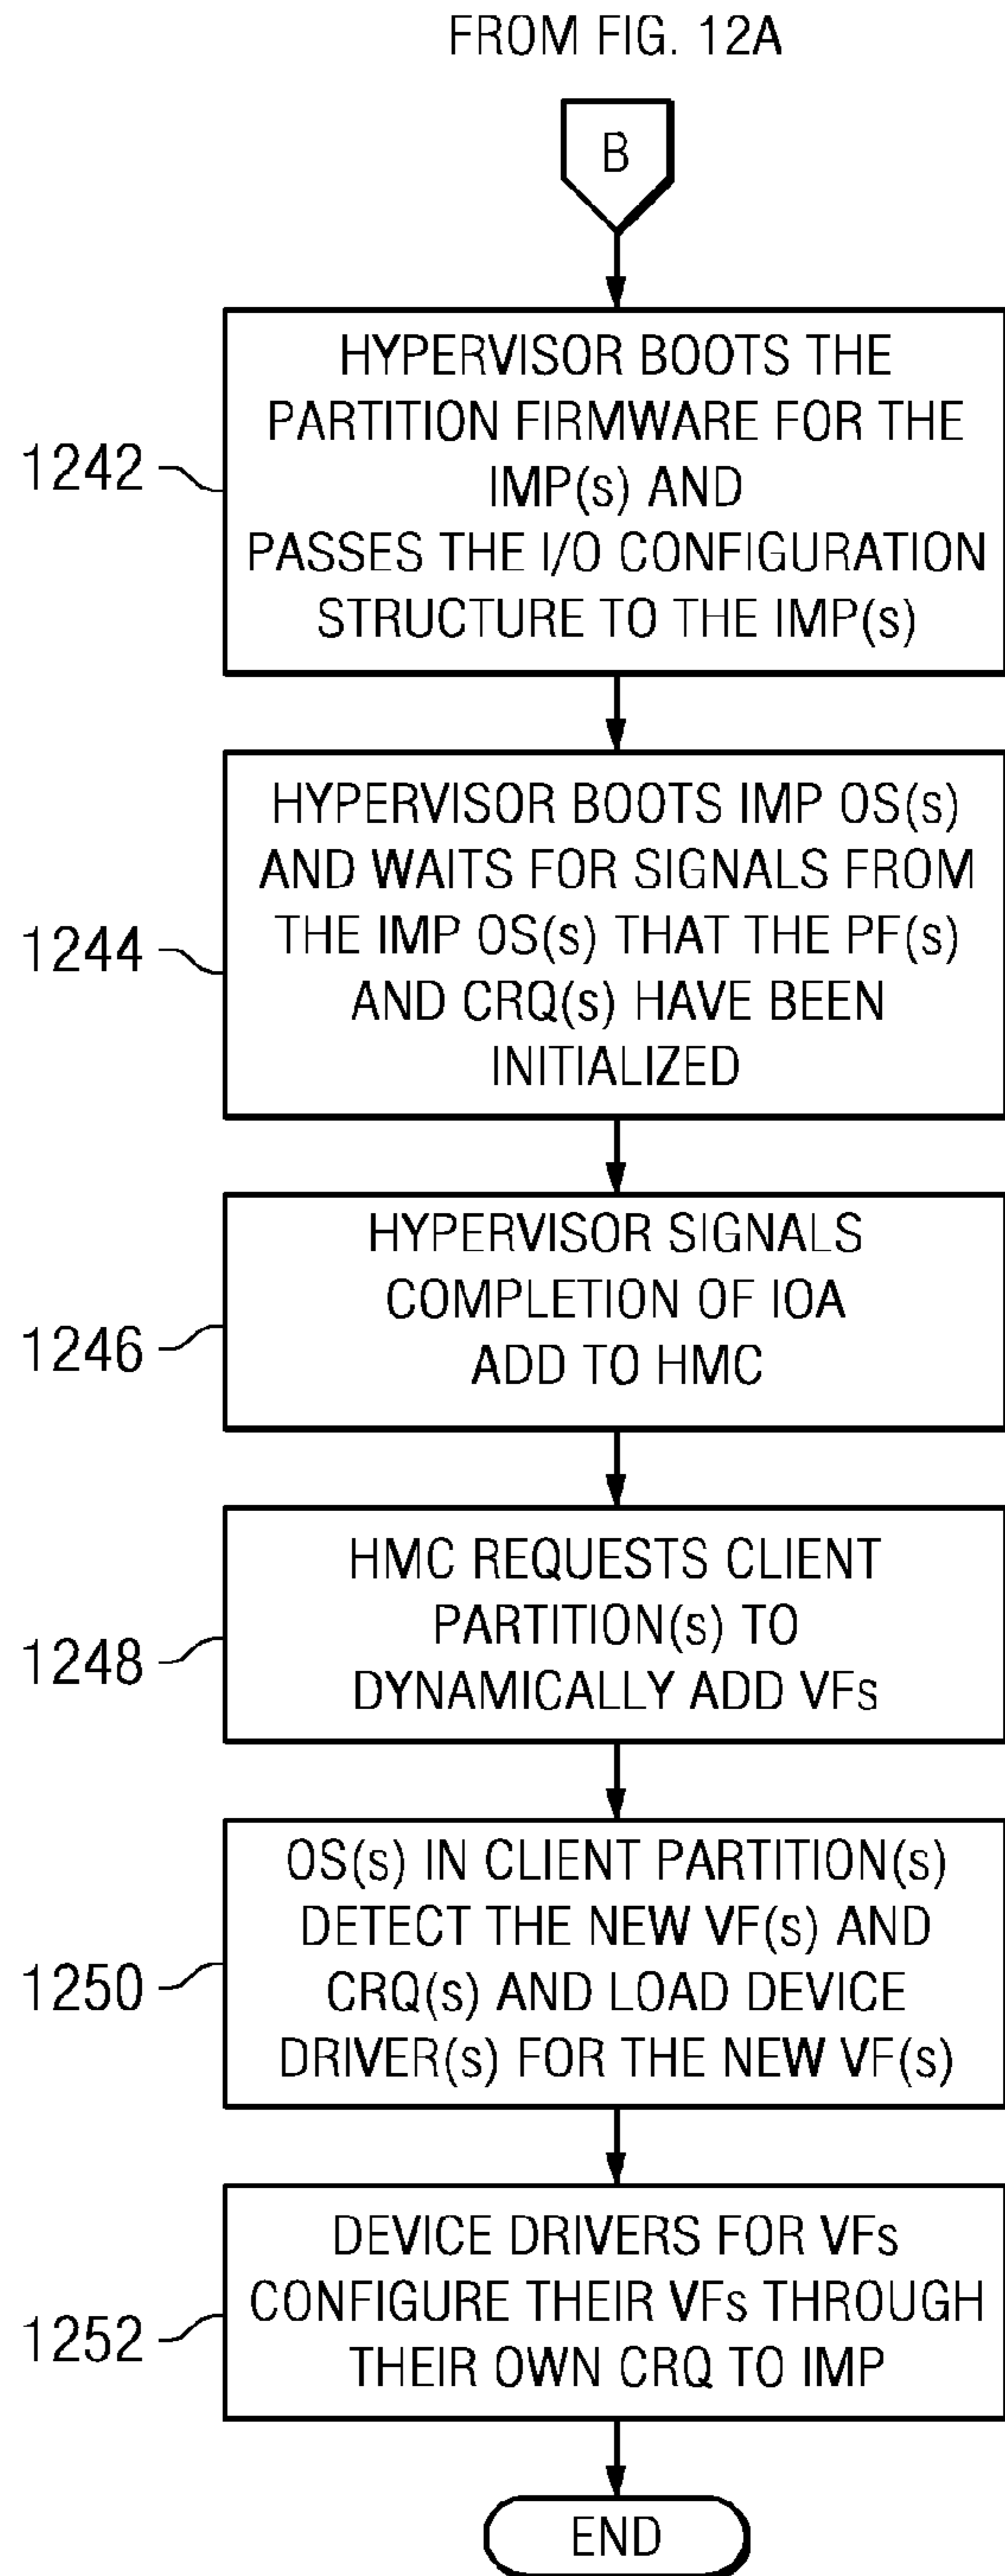 FROM FIG. 12A
B
1242
HYPERVISOR BOOTS THE
PARTITION FIRMWARE FOR THE
IMP(s) AND
PASSES THE I/O CONFIGURATION
STRUCTURE TO THE IMP(s)
1244
HYPERVISOR BOOTS IMP OS(s)
AND WAITS FOR SIGNALS FROM
THE IMP OS(s) THAT THE PF(s)
AND CRQ(s) HAVE BEEN
INITIALIZED
1246
HYPERVISOR SIGNALS
COMPLETION OF IOA
ADD TO HMC
1248
HMC REQUESTS CLIENT
PARTITION(s) TO
DYNAMICALLY ADD VFs
1250
OS(s) IN CLIENT PARTITION(s)
DETECT THE NEW VF(s) AND
CRQ(s) AND LOAD DEVICE
DRIVER(s) FOR THE NEW VF(s)
1252
DEVICE DRIVERS FOR VFs
CONFIGURE THEIR VFs THROUGH
THEIR OWN CRQ TO IMP
END